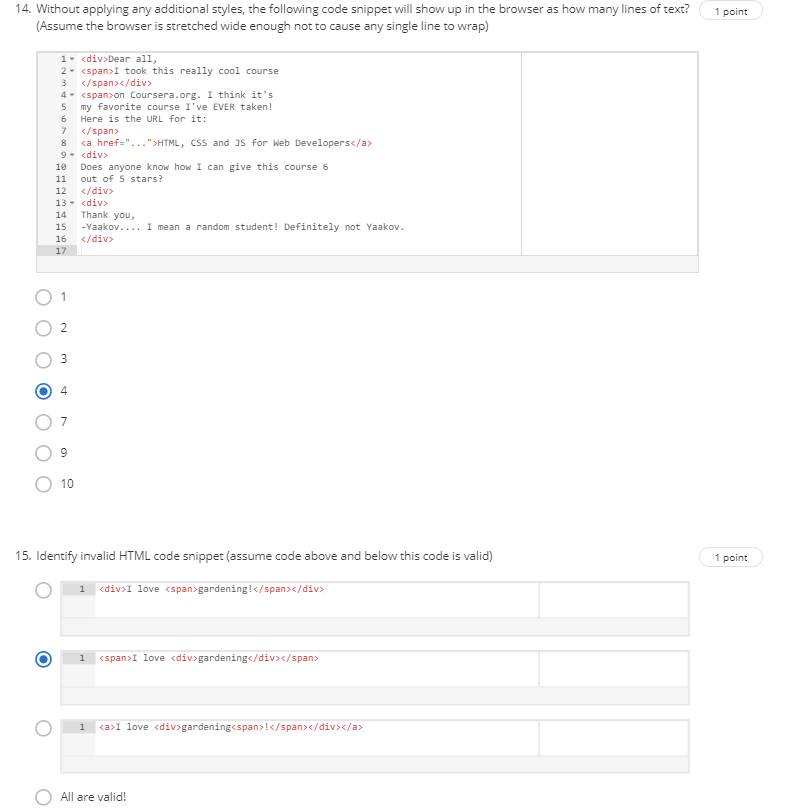 14. Without applying any additional styles, the following code snippet will show up in the browser as how many lines of text?
1 point
(Assume the browser is stretched wide enough not to cause any single line to wrap)
1 <div>Dear all,
2 <span>I took this really cool course
3 </span></div>
4 <span>on Coursera.org. I think it's
5 my favorite course I've EVER taken!
6 Here is the URL for it:
7 </span>
8 <a href="...">HTML, CSS and JS for Web Developers</a>
9 <div>
10 Does anyone know how I can give this course 6
11 out of 5 stars?
12 </div>
13 <div>
14 Thank you,
15 -Yaakov.... I mean a random student! Definitely not Yaakov.
16 </div>
17
1
2
3
4
7
9
10
15. Identify invalid HTML code snippet (assume code above and below this code is valid)
1 point
1 <div>I love <span>gardening!</span></div>
1 <span>I love <div>gardening</div></span>
1 <a>I love <div>gardening<span>!</span></div></a>
All are valid!